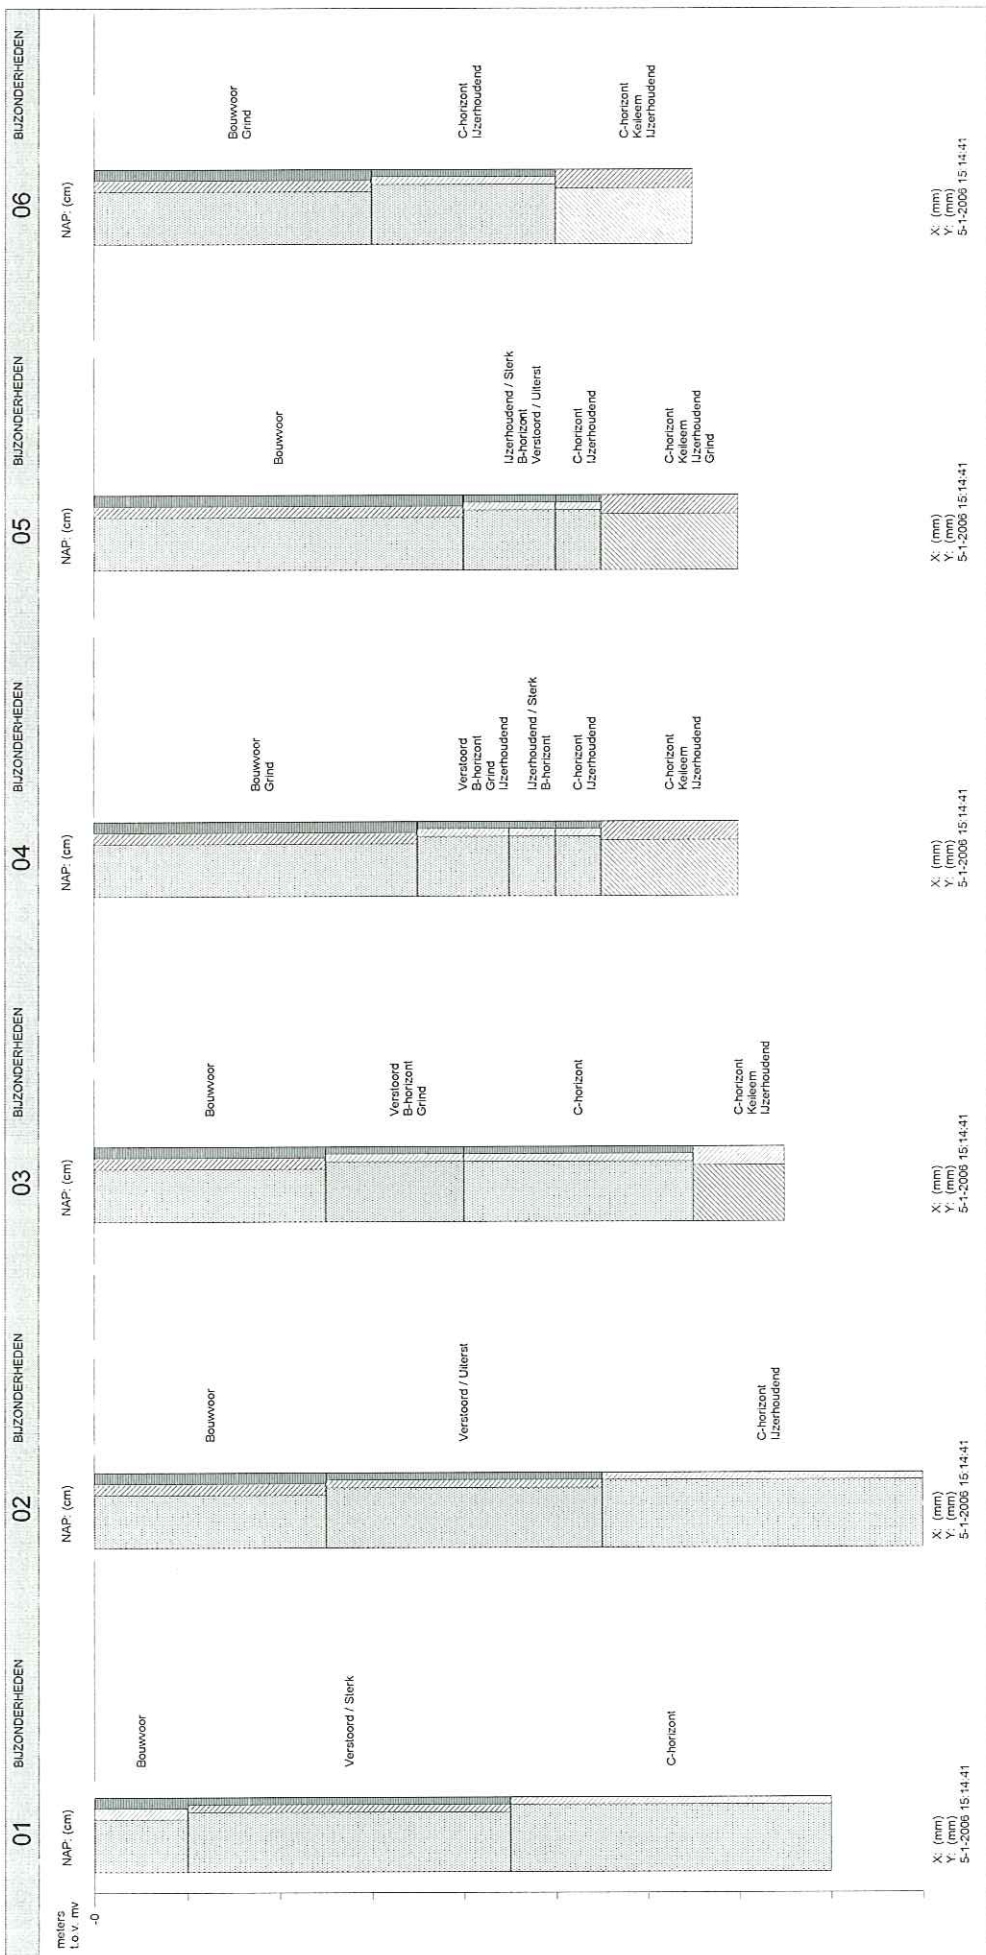 01 BIJZONDERHEDEN 02 BIJZONDERHEDEN 03 BIJZONDERHEDEN 04 BIJZONDERHEDEN 05 BIJZONDERHEDEN 06 BIJZONDERHEDEN
meters
t.o.v. mv
-0
NAP: (cm)
Bouwvoor
Verstoord / Sterk
C-horizont
X: (mm)
Y: (mm)
5-1-2006 15:14:41
NAP: (cm)
Bouwvoor
Verstoord / Uiterst
C-horizont
IJzerhoudend
X: (mm)
Y: (mm)
5-1-2006 15:14:41
NAP: (cm)
Bouwvoor
Verstoord
B-horizont
Grind
C-horizont
C-horizont
Keileem
IJzerhoudend
X: (mm)
Y: (mm)
5-1-2006 15:14:41
NAP: (cm)
Bouwvoor
Grind
Verstoord
B-horizont
Grind
IJzerhoudend
IJzerhoudend / Sterk
B-horizont
C-horizont
IJzerhoudend
C-horizont
Keileem
IJzerhoudend
X: (mm)
Y: (mm)
5-1-2006 15:14:41
NAP: (cm)
Bouwvoor
IJzerhoudend / Sterk
B-horizont
Verstoord / Uiterst
C-horizont
IJzerhoudend
C-horizont
Keileem
IJzerhoudend
Grind
X: (mm)
Y: (mm)
5-1-2006 15:14:41
NAP: (cm)
Bouwvoor
Grind
C-horizont
IJzerhoudend
C-horizont
Keileem
IJzerhoudend
X: (mm)
Y: (mm)
5-1-2006 15:14:41